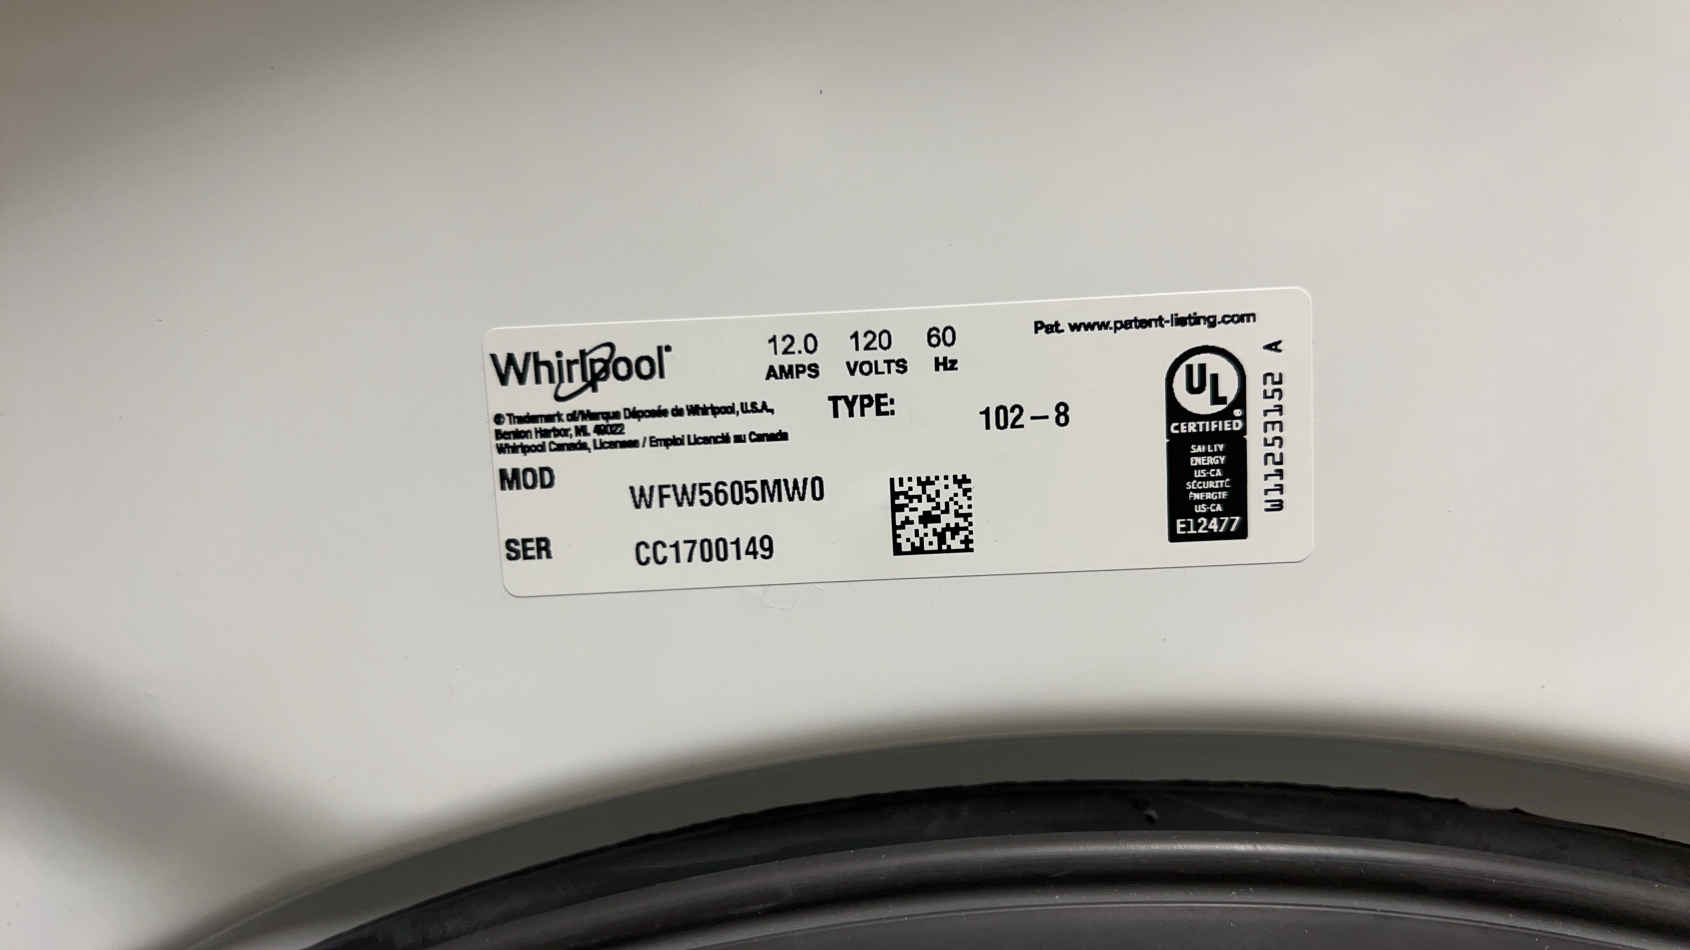 Whirlpool
12.0 120 60
AMPS VOLTS Hz
Pat. www.patent-listing.com
® Trademark of/Marque Déposée de Whirlpool, U.S.A.,
Benton Harbor, MI. 49022
Whirlpool Canada, Licensee / Emploi Licencié au Canada
TYPE: 102-8
MOD WFW5605MW0
SER CC1700149
UL
®
CERTIFIED
SAFETY
ENERGY
US-CA
SÉCURITÉ
ÉNERGIE
US-CA
E12477
W11253152 A